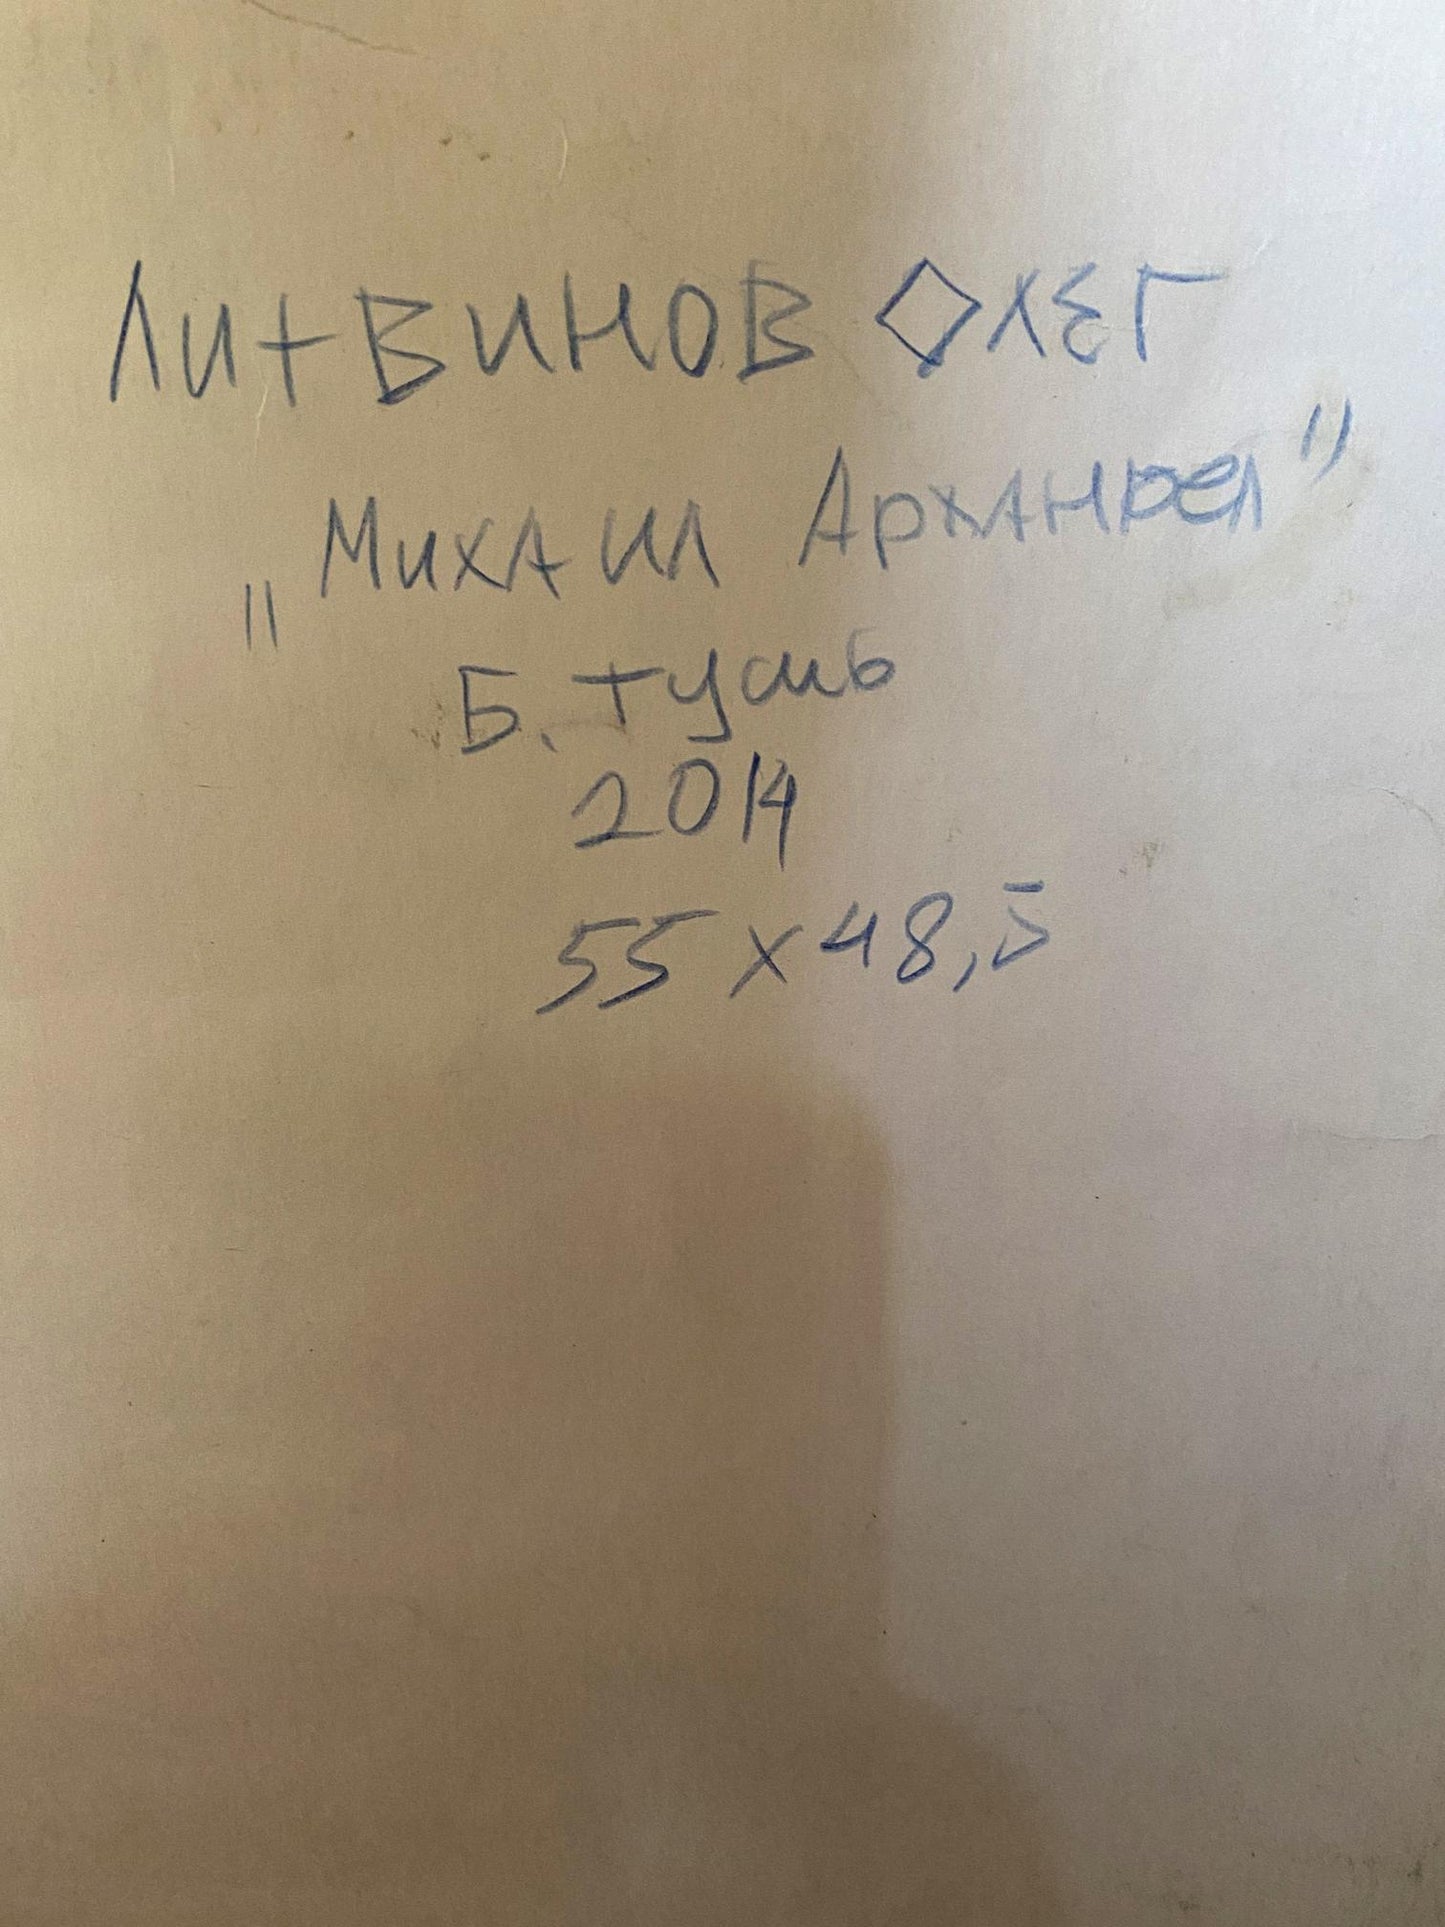 ЛИТВИНОВ ОЛЕГ
„Михаил Архангел"
Б. тушь
2014
55 x 48,5